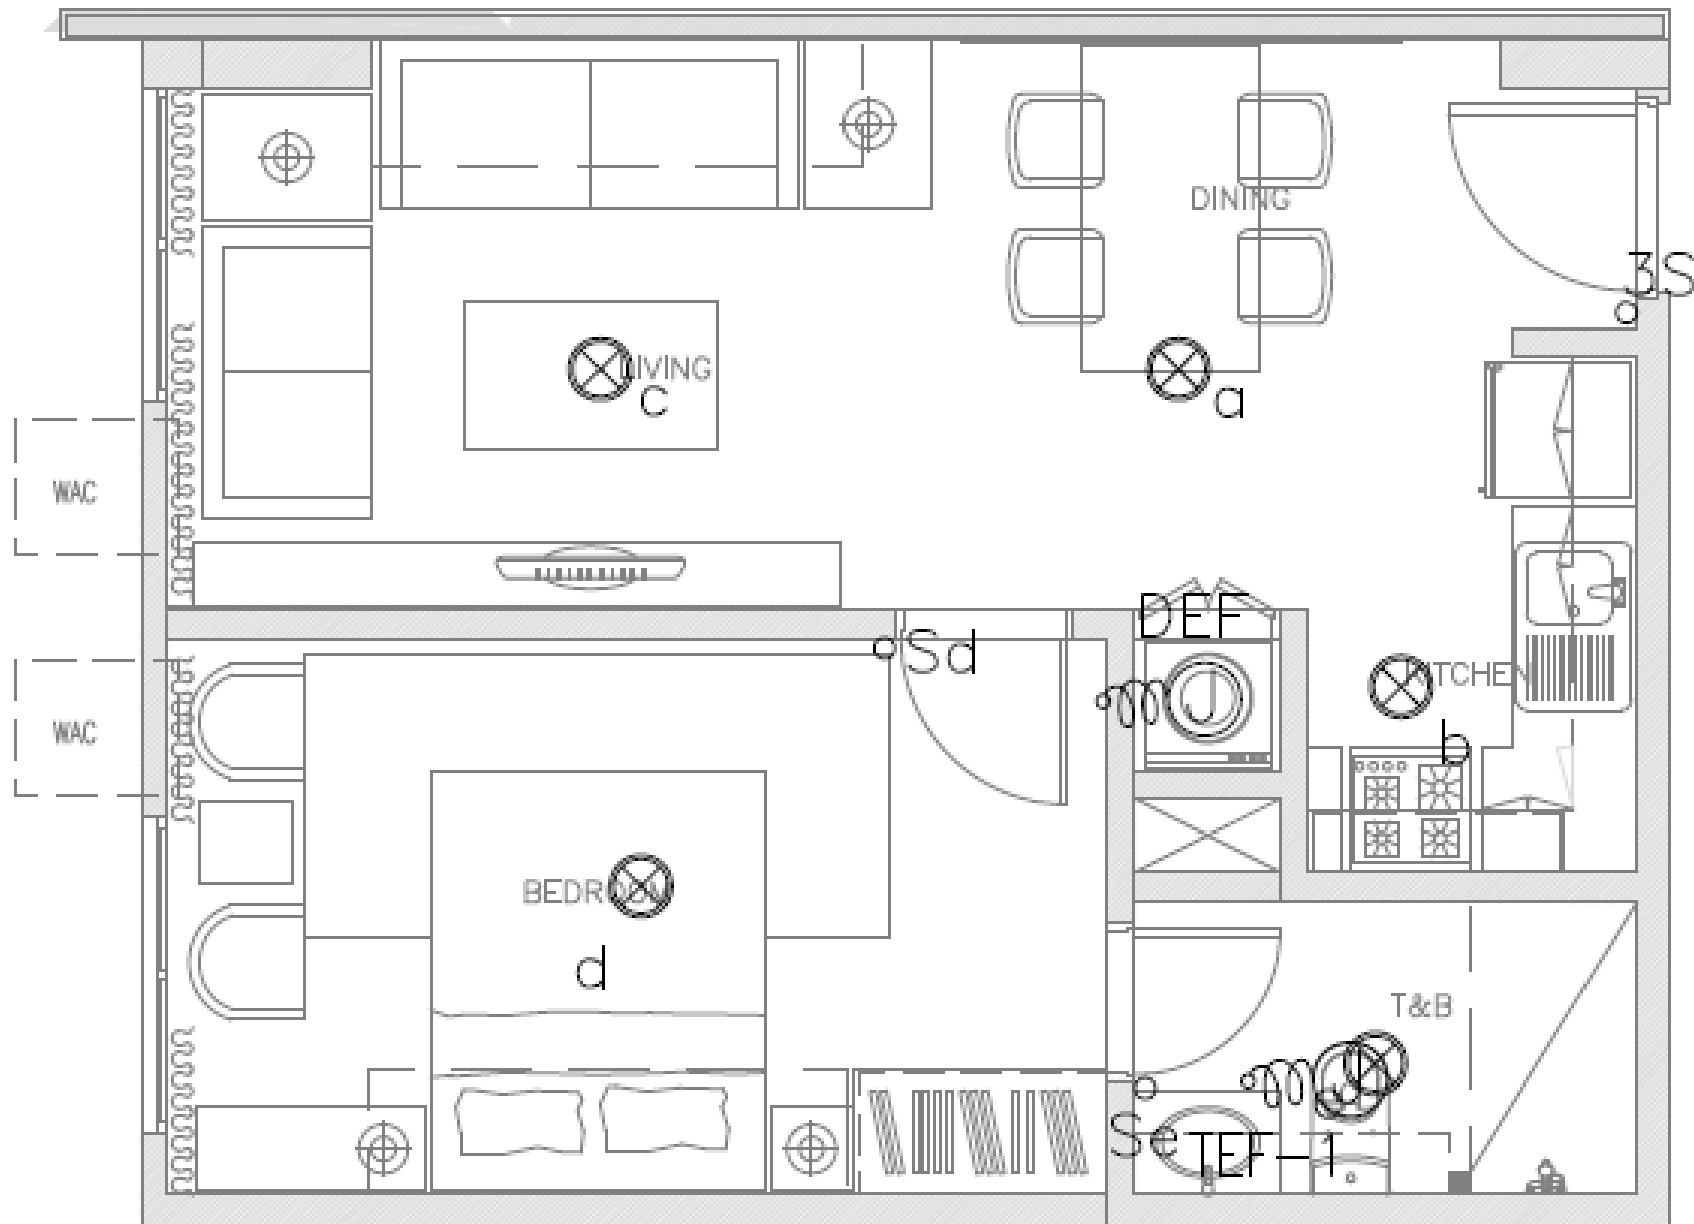 DINING
3S
LIVING
c
a
WAC
DEF
Sd
J
KITCHEN
WAC
b
BEDROOM
d
T&B
J
Se
TEF-1